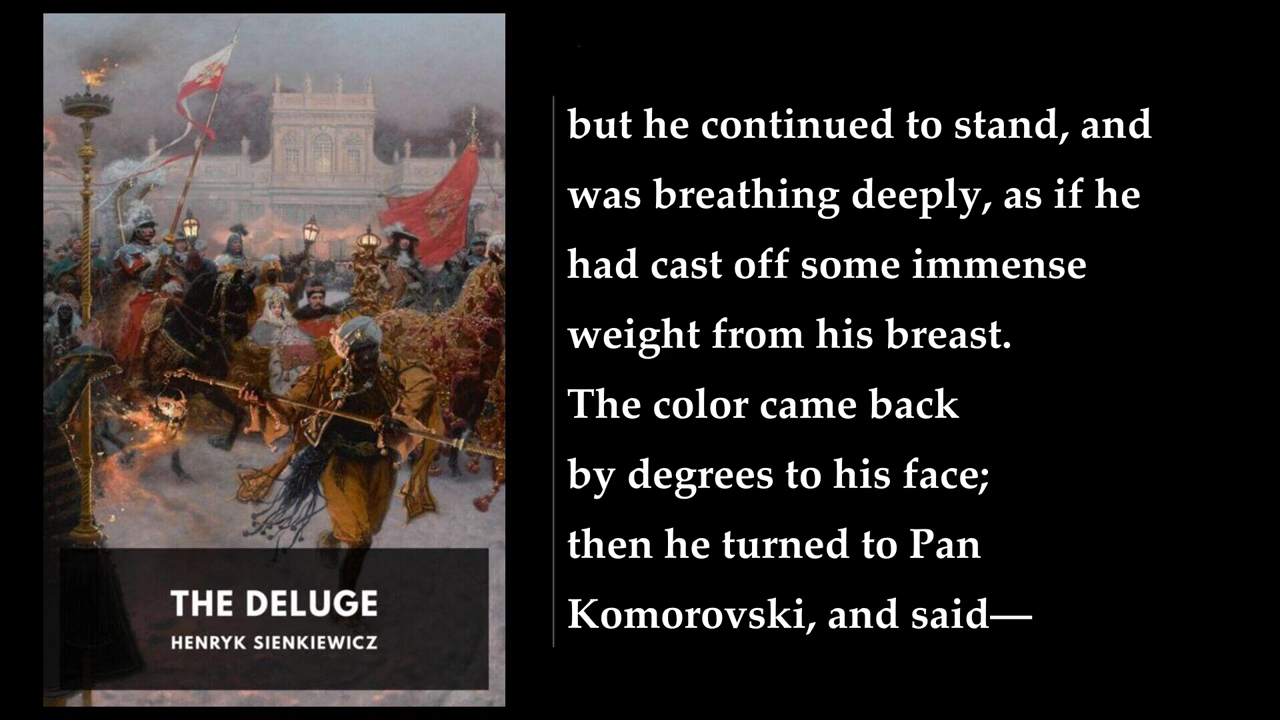 THE DELUGE
HENRYK SIENKIEWICZ
but he continued to stand, and
was breathing deeply, as if he
had cast off some immense
weight from his breast.
The color came back
by degrees to his face;
then he turned to Pan
Komorovski, and said—